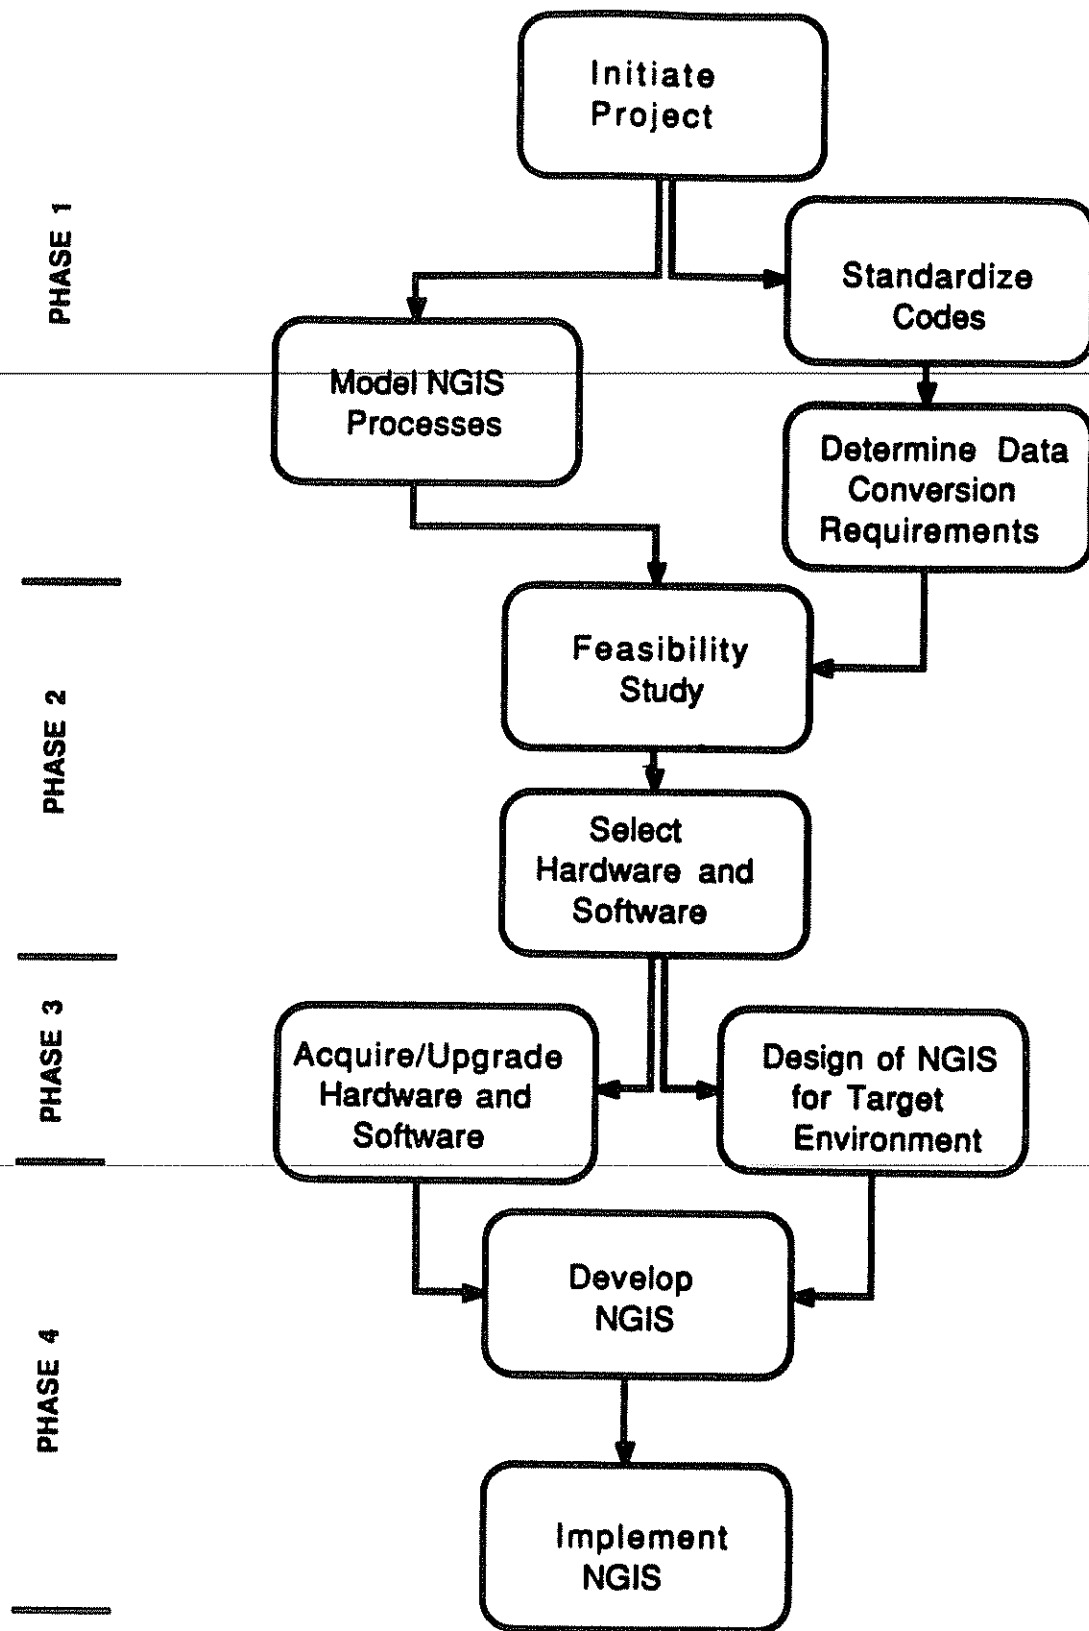 Initiate
Project
PHASE 1
Standardize
Codes
Model NGIS
Processes
Determine Data
Conversion
Requirements
PHASE 2
Feasibility
Study
Select
Hardware and
Software
PHASE 3
Acquire/Upgrade
Hardware and
Software
Design of NGIS
for Target
Environment
PHASE 4
Develop
NGIS
Implement
NGIS